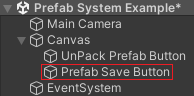 Prefab System Example*
Main Camera
Canvas
UnPack Prefab Button
Prefab Save Button
EventSystem